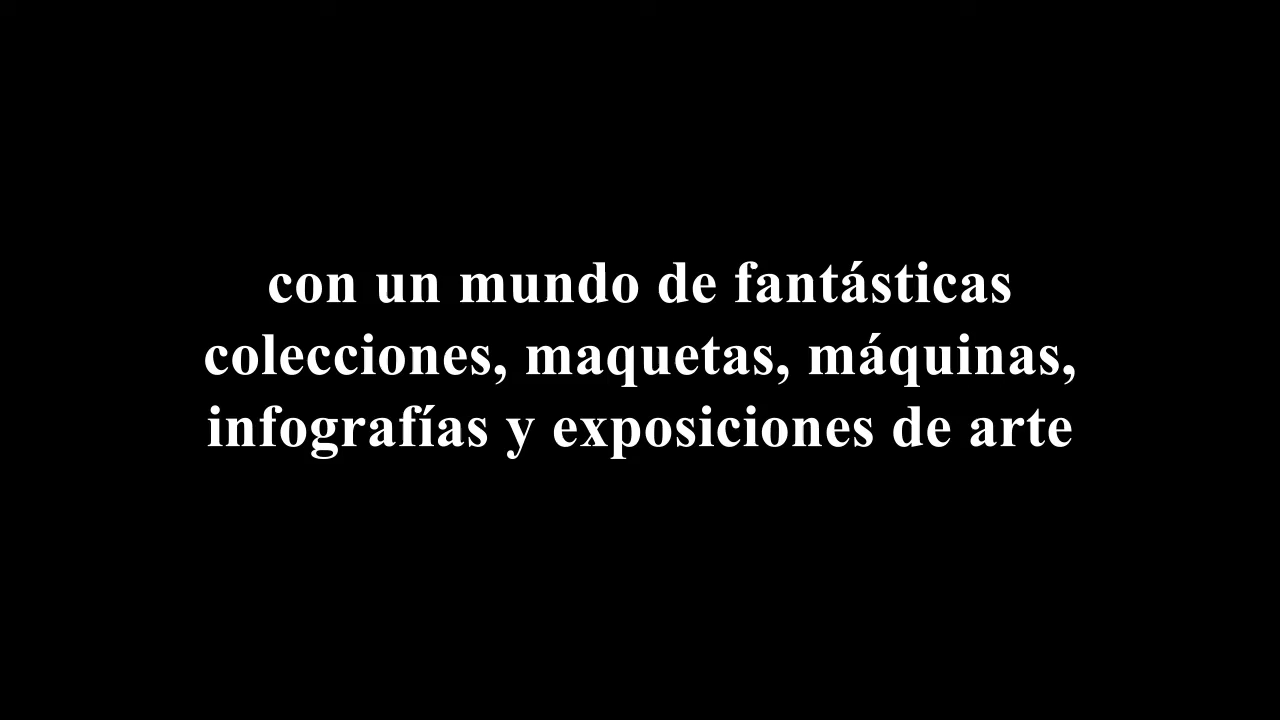 con un mundo de fantásticas
colecciones, maquetas, máquinas,
infografías y exposiciones de arte